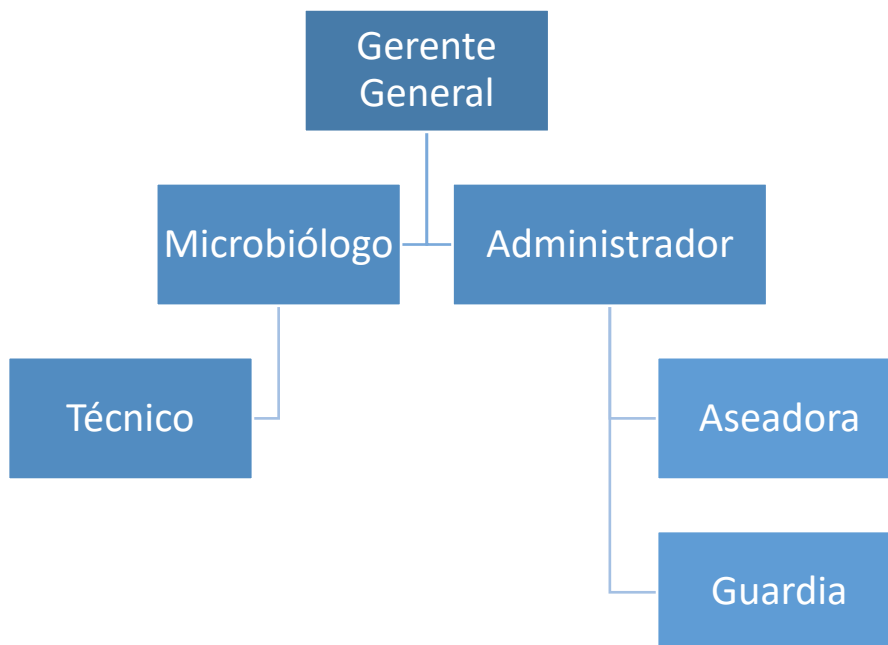 Gerente
General
Microbiólogo
Administrador
Técnico
Aseadora
Guardia